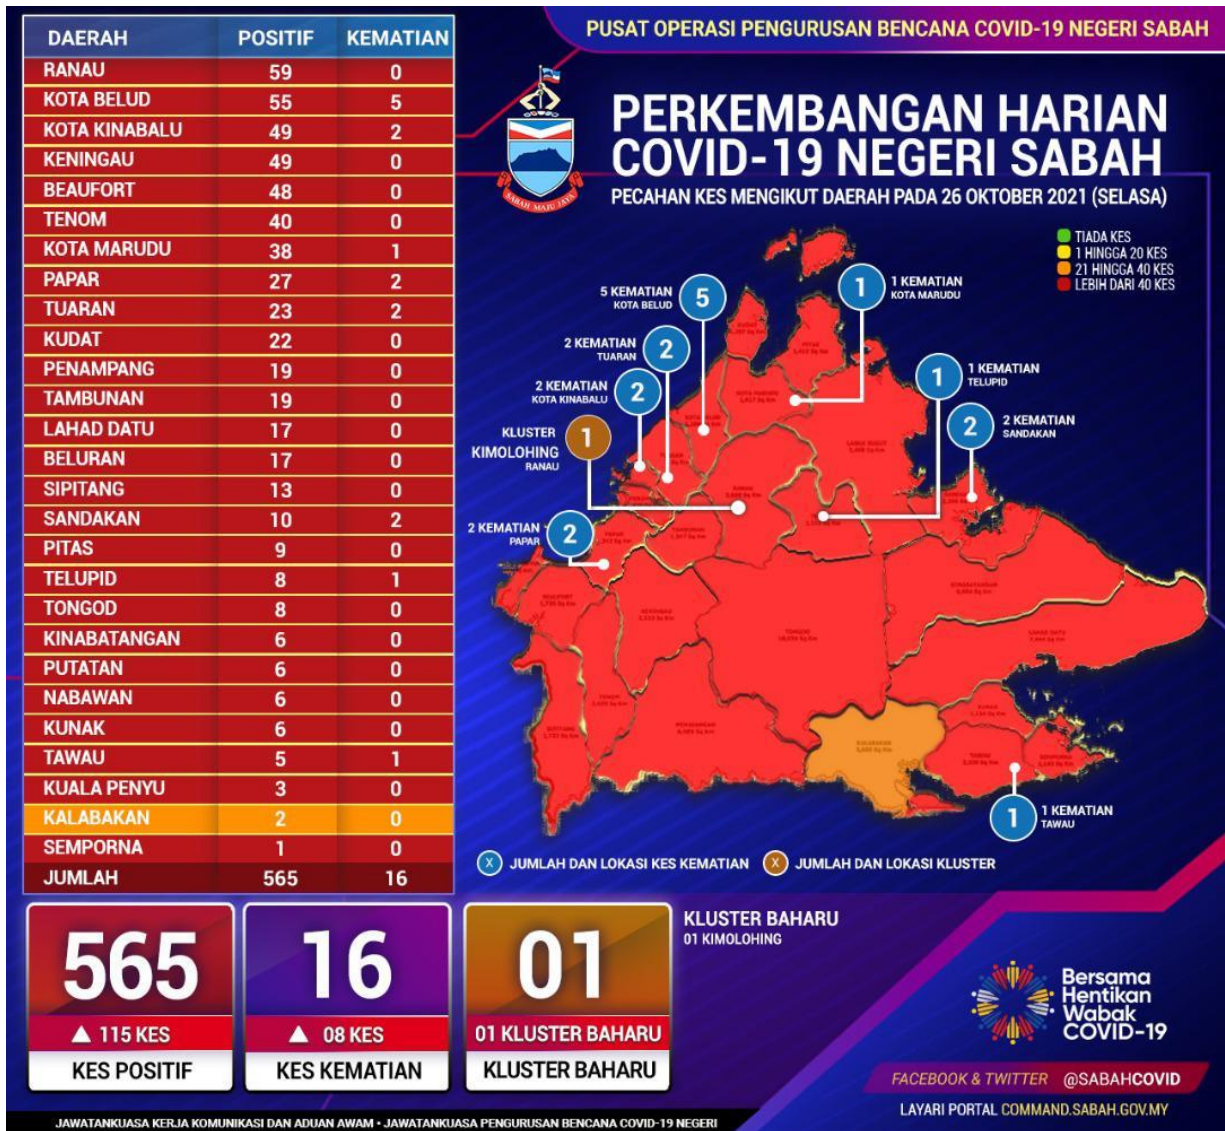 PUSAT OPERASI PENGURUSAN BENCANA COVID-19 NEGERI SABAH
PERKEMBANGAN HARIAN
COVID-19 NEGERI SABAH
PECAHAN KES MENGIKUT DAERAH PADA 26 OKTOBER 2021 (SELASA)
SABAH MAJU JAYA
DAERAH POSITIF KEMATIAN
RANAU 59 0
KOTA BELUD 55 5
KOTA KINABALU 49 2
KENINGAU 49 0
BEAUFORT 48 0
TENOM 40 0
KOTA MARUDU 38 1
PAPAR 27 2
TUARAN 23 2
KUDAT 22 0
PENAMPANG 19 0
TAMBUNAN 19 0
LAHAD DATU 17 0
BELURAN 17 0
SIPITANG 13 0
SANDAKAN 10 2
PITAS 9 0
TELUPID 8 1
TONGOD 8 0
KINABATANGAN 6 0
PUTATAN 6 0
NABAWAN 6 0
KUNAK 6 0
TAWAU 5 1
KUALA PENYU 3 0
KALABAKAN 2 0
SEMPORNA 1 0
JUMLAH 565 16
TIADA KES
1 HINGGA 20 KES
21 HINGGA 40 KES
LEBIH DARI 40 KES
5 KEMATIAN
KOTA BELUD
5
1
1 KEMATIAN
KOTA MARUDU
2 KEMATIAN
TUARAN
2
2 KEMATIAN
KOTA KINABALU
2
1
1 KEMATIAN
TELUPID
KLUSTER
KIMOLOHING
RANAU
1
2
2 KEMATIAN
SANDAKAN
2 KEMATIAN
PAPAR
2
1
1 KEMATIAN
TAWAU
X JUMLAH DAN LOKASI KES KEMATIAN
X JUMLAH DAN LOKASI KLUSTER
565
▲ 115 KES
KES POSITIF
16
▲ 08 KES
KES KEMATIAN
01
01 KLUSTER BAHARU
KLUSTER BAHARU
KLUSTER BAHARU
01 KIMOLOHING
Bersama
Hentikan
Wabak
COVID-19
FACEBOOK & TWITTER @SABAHCOVID
LAYARI PORTAL COMMAND.SABAH.GOV.MY
JAWATANKUASA KERJA KOMUNIKASI DAN ADUAN AWAM • JAWATANKUASA PENGURUSAN BENCANA COVID-19 NEGERI